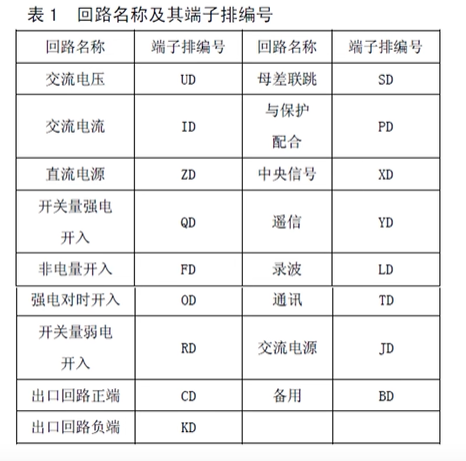 表1 回路名称及其端子排编号
回路名称 端子排编号 回路名称 端子排编号
交流电压 UD 母差联跳 SD
交流电流 ID 与保护配合 PD
直流电源 ZD 中央信号 XD
开关量强电开入 QD 遥信 YD
非电量开入 FD 录波 LD
强电对时开入 OD 通讯 TD
开关量弱电开入 RD 交流电源 JD
出口回路正端 CD 备用 BD
出口回路负端 KD